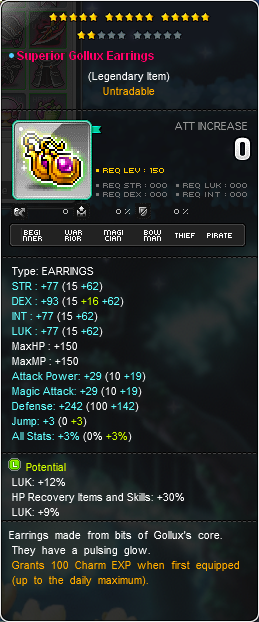 Superior Gollux Earrings
(Legendary Item)
Untradable
ATT INCREASE
0
REQ LEV : 150
REQ STR : 000 REQ LUK : 000
REQ DEX : 000 REQ INT : 000
0 0 % 0 %
BEGINNER WARRIOR MAGICIAN BOWMAN THIEF PIRATE
Type: EARRINGS
STR : +77 (15 +62)
DEX : +93 (15 +16 +62)
INT : +77 (15 +62)
LUK : +77 (15 +62)
MaxHP : +150
MaxMP : +150
Attack Power: +29 (10 +19)
Magic Attack: +29 (10 +19)
Defense: +242 (100 +142)
Jump: +3 (0 +3)
All Stats: +3% (0% +3%)
L Potential
LUK: +12%
HP Recovery Items and Skills: +30%
LUK: +9%
Earrings made from bits of Gollux's core.
They have a pulsing glow.
Grants 100 Charm EXP when first equipped
(up to the daily maximum).